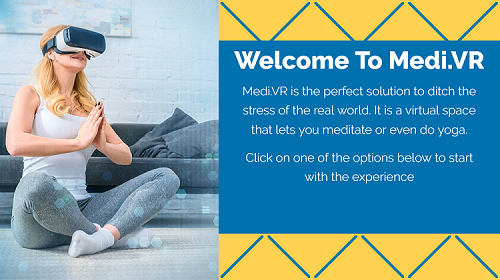 Welcome To Medi.VR
Medi.VR is the perfect solution to ditch the
stress of the real world. It is a virtual space
that lets you meditate or even do yoga.
Click on one of the options below to start
with the experience